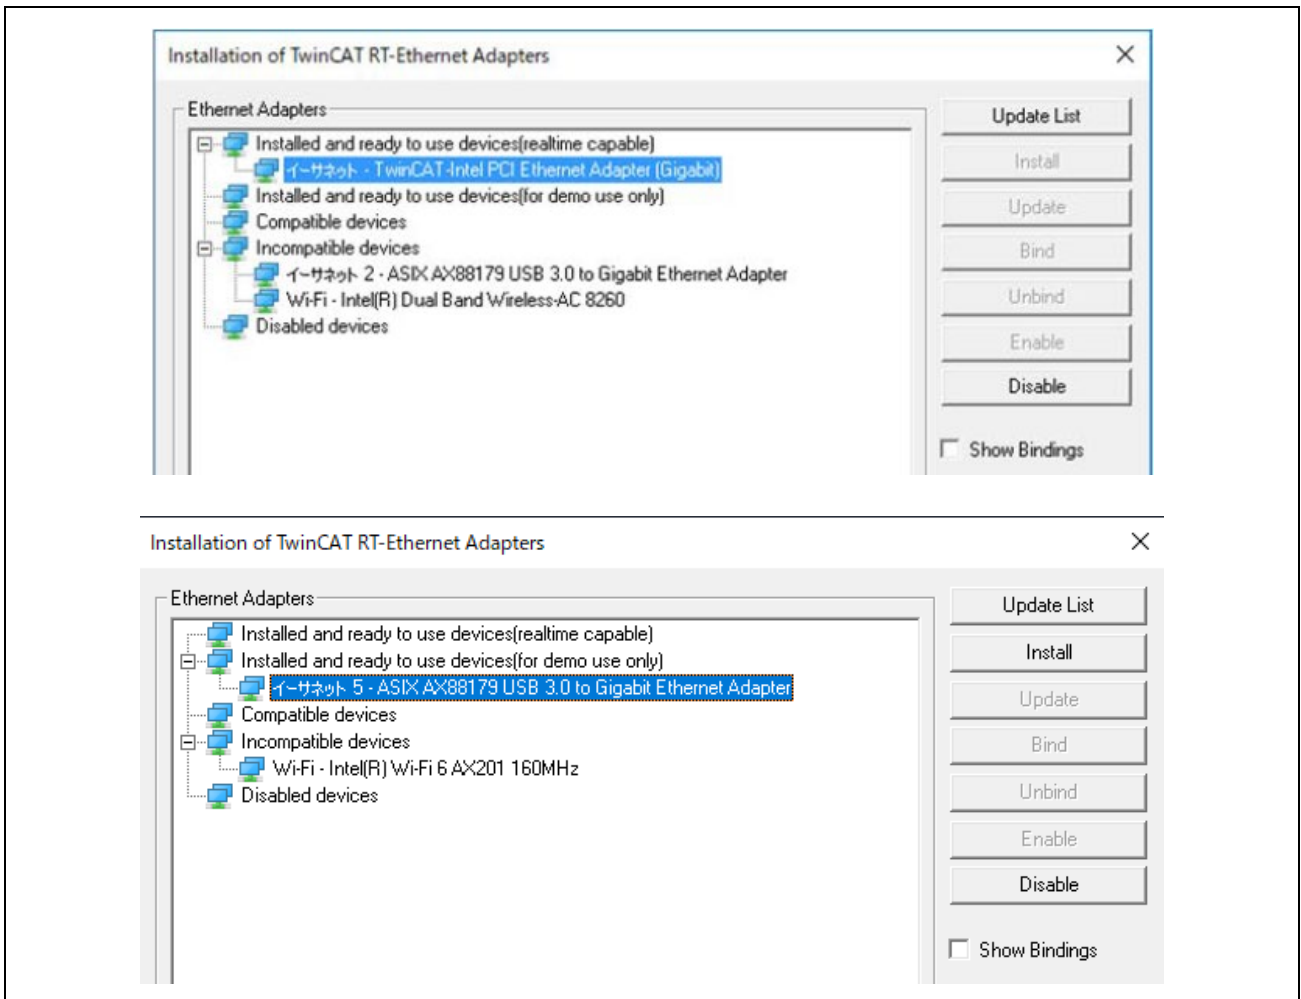 Installation of TwinCAT RT-Ethernet Adapters
Ethernet Adapters
Installed and ready to use devices(realtime capable)
イーサネット - TwinCAT-Intel PCI Ethernet Adapter (Gigabit)
Installed and ready to use devices(for demo use only)
Compatible devices
Incompatible devices
イーサネット 2 - ASIX AX88179 USB 3.0 to Gigabit Ethernet Adapter
Wi-Fi - Intel(R) Dual Band Wireless-AC 8260
Disabled devices
Update List
Install
Update
Bind
Unbind
Enable
Disable
Show Bindings
Installation of TwinCAT RT-Ethernet Adapters
Ethernet Adapters
Installed and ready to use devices(realtime capable)
Installed and ready to use devices(for demo use only)
イーサネット 5 - ASIX AX88179 USB 3.0 to Gigabit Ethernet Adapter
Compatible devices
Incompatible devices
Wi-Fi - Intel(R) Wi-Fi 6 AX201 160MHz
Disabled devices
Update List
Install
Update
Bind
Unbind
Enable
Disable
Show Bindings